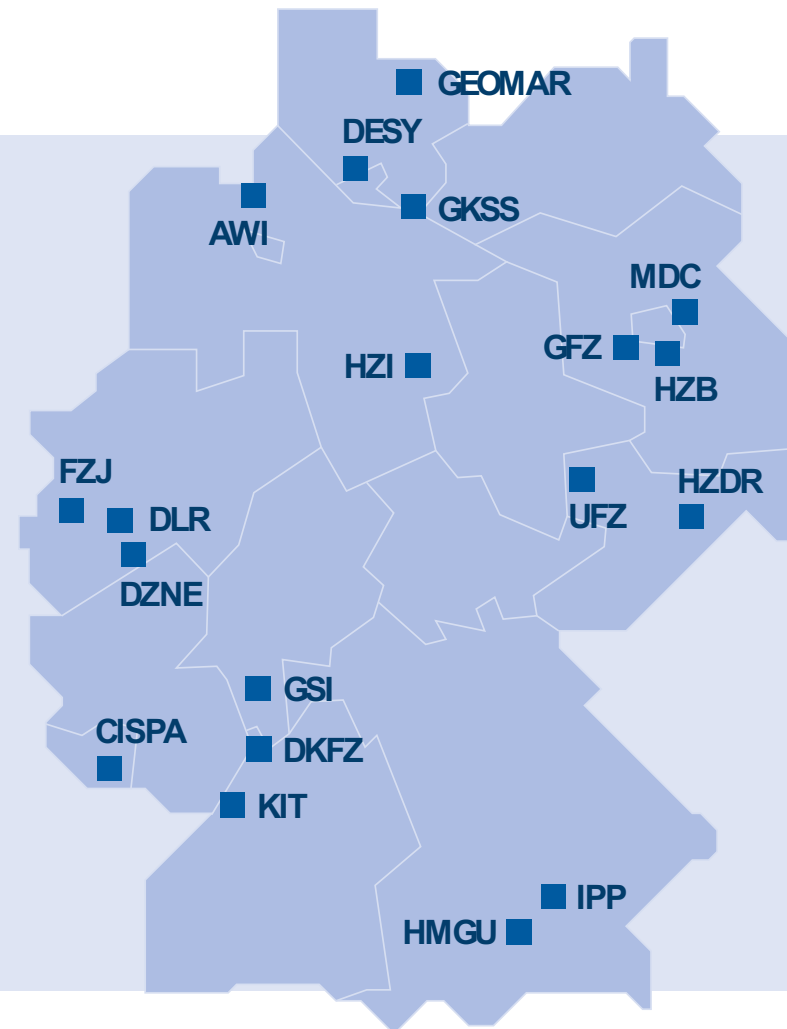 GEOMAR
DESY
GKSS
AWI
MDC
GFZ
HZB
HZI
FZJ
DLR
DZNE
UFZ
HZDR
GSI
CISPA
DKFZ
KIT
IPP
HMGU